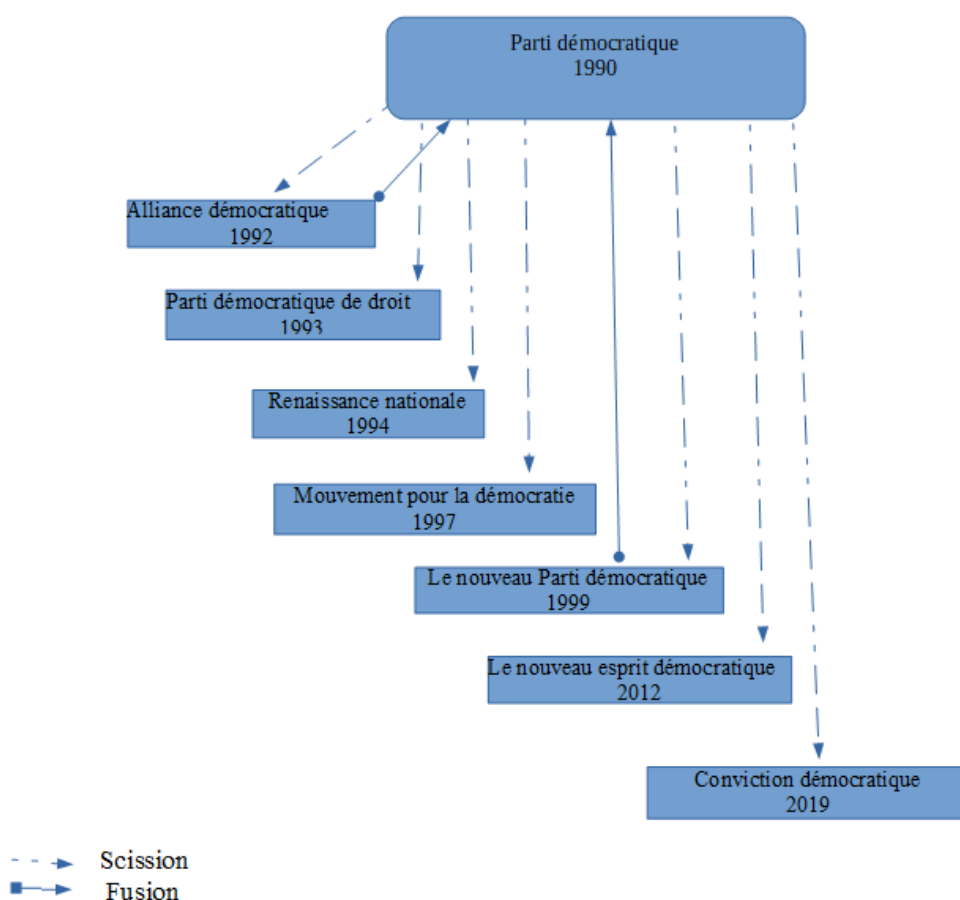 Parti démocratique
1990
Alliance démocratique
1992
Parti démocratique de droit
1993
Renaissance nationale
1994
Mouvement pour la démocratie
1997
Le nouveau Parti démocratique
1999
Le nouveau esprit démocratique
2012
Conviction démocratique
2019
Scission
Fusion